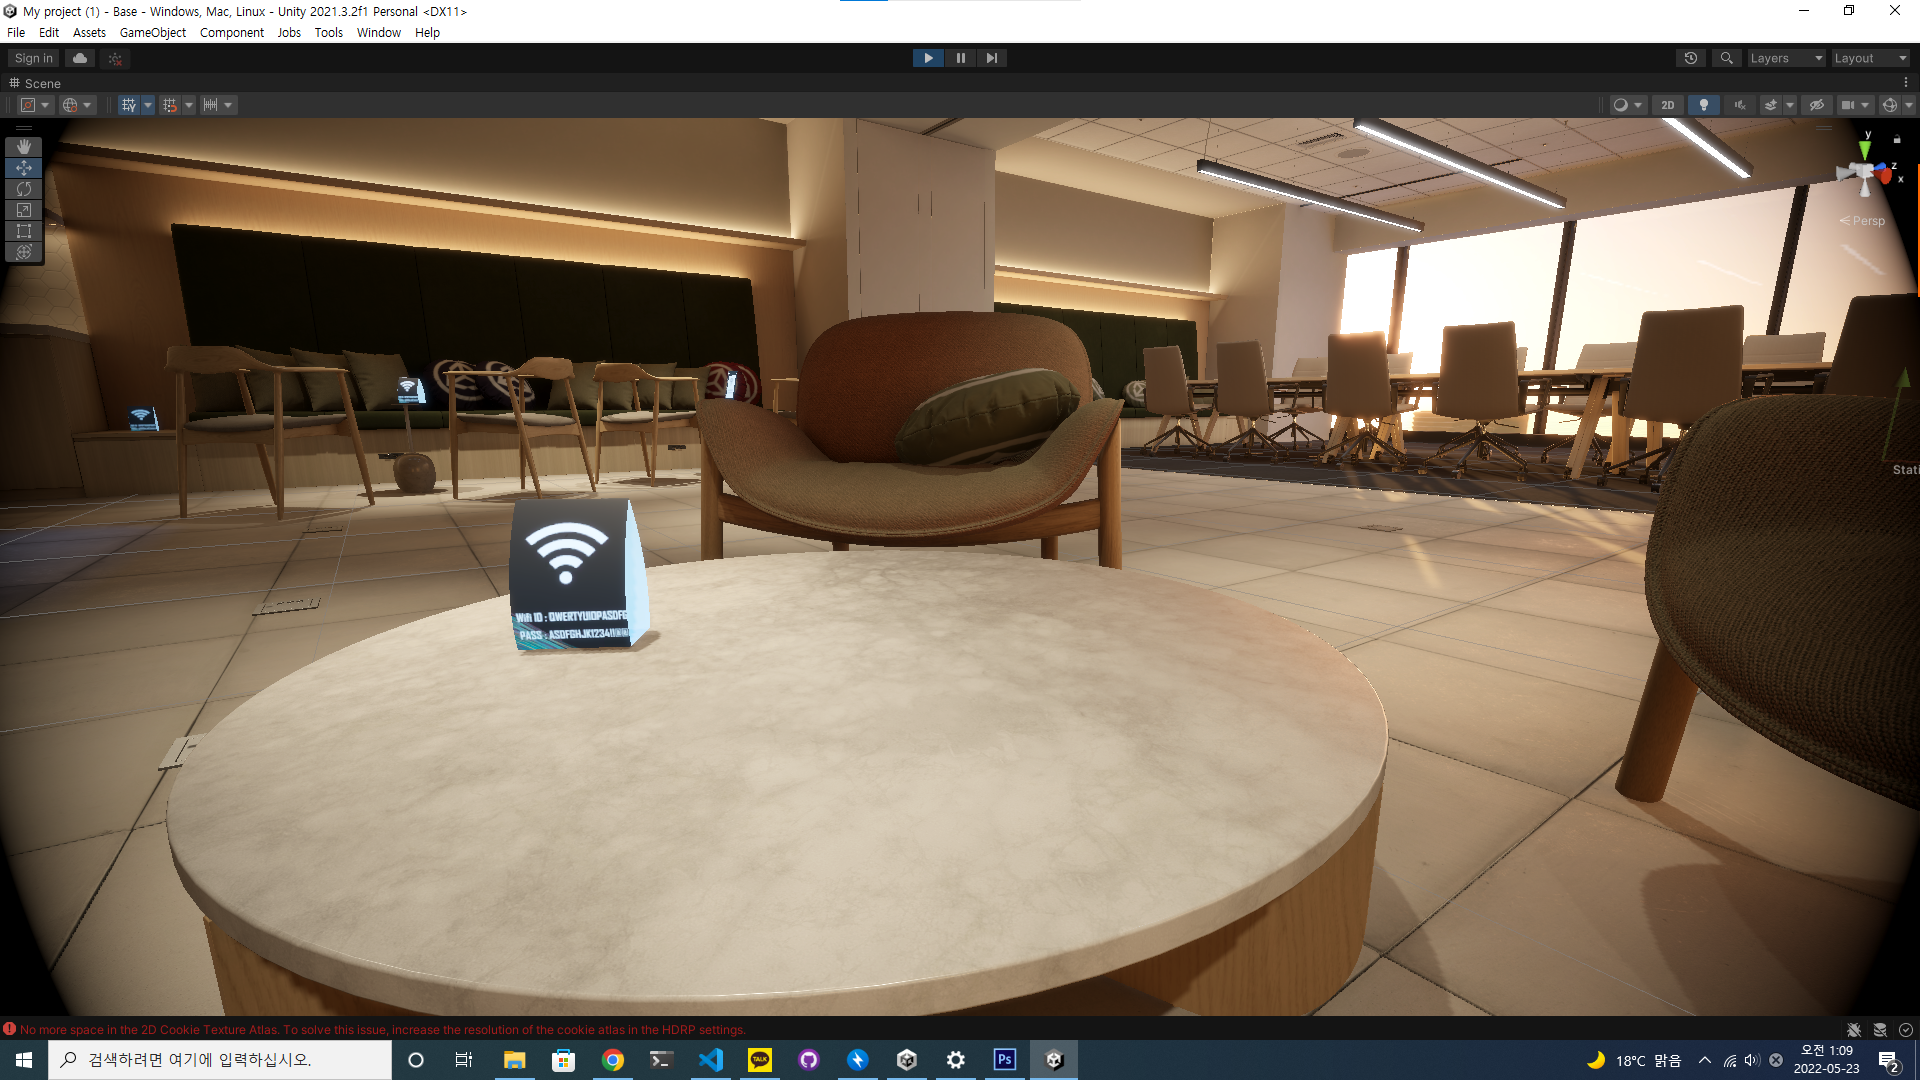 My project (1) - Base - Windows, Mac, Linux - Unity 2021.3.2f1 Personal <DX11>
File Edit Assets GameObject Component Jobs Tools Window Help
Sign in
Layers
Layout
Scene
2D
y
z
x
Persp
Stati
Wifi ID : QWERTYUIOPASDFG
PASS : ASDFGHJK1234!!
No more space in the 2D Cookie Texture Atlas. To solve this issue, increase the resolution of the cookie atlas in the HDRP settings.
검색하려면 여기에 입력하십시오.
TALK
Ps
18°C 맑음
오전 1:09
2022-05-23
2